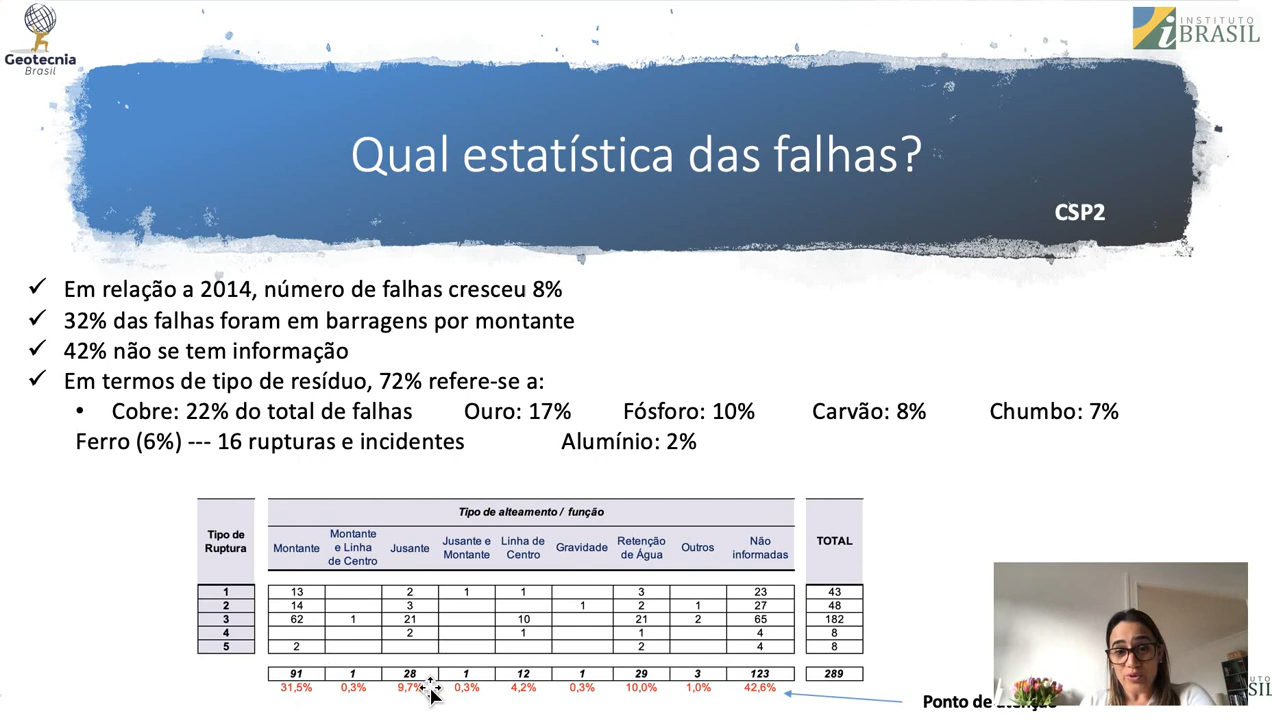 Geotecnia
Brasil
INSTITUTO
iBRASIL
Qual estatística das falhas?
CSP2
✓ Em relação a 2014, número de falhas cresceu 8%
✓ 32% das falhas foram em barragens por montante
✓ 42% não se tem informação
✓ Em termos de tipo de resíduo, 72% refere-se a:
• Cobre: 22% do total de falhas Ouro: 17% Fósforo: 10% Carvão: 8% Chumbo: 7%
Ferro (6%) --- 16 rupturas e incidentes Alumínio: 2%
Tipo de alteamento / função
Tipo de Ruptura Montante Montante e Linha de Centro Jusante Jusante e Montante Linha de Centro Gravidade Retenção de Água Outros Não informadas TOTAL
1 13 2 1 1 3 23 43
2 14 3 1 2 1 27 48
3 62 1 21 10 21 2 65 182
4 2 1 1 4 8
5 2 2 4 8
91 1 28 1 12 1 29 3 123 289
31,5% 0,3% 9,7% 0,3% 4,2% 0,3% 10,0% 1,0% 42,6%
Ponto de